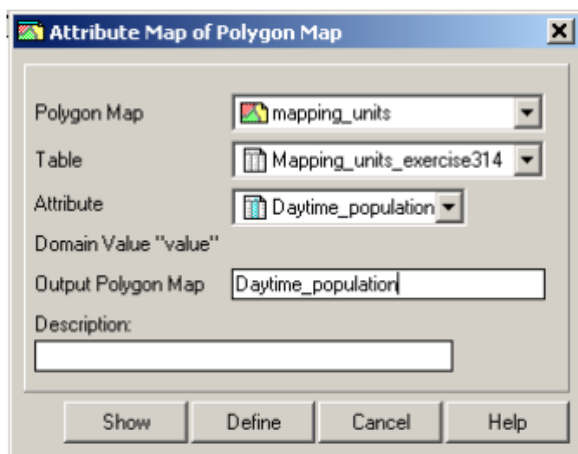 Attribute Map of Polygon Map
Polygon Map mapping_units
Table Mapping_units_exercise314
Attribute Daytime_population
Domain Value "value"
Output Polygon Map Daytime_population
Description:
Show Define Cancel Help